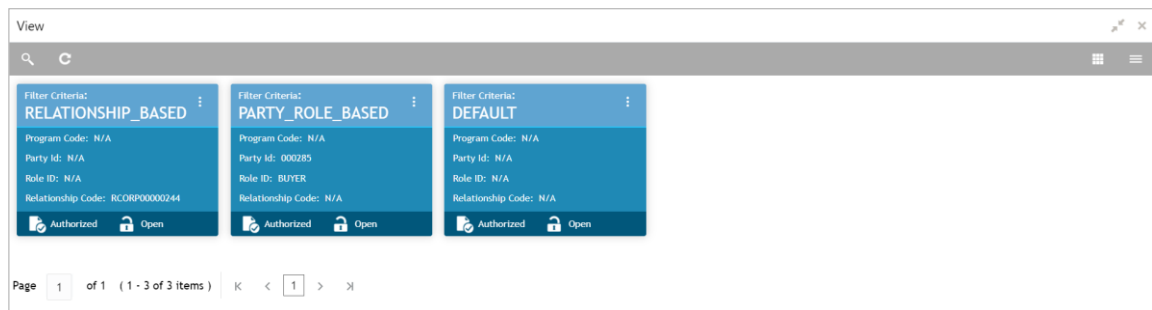 View
Filter Criteria: Filter Criteria: Filter Criteria:
RELATIONSHIP_BASED PARTY_ROLE_BASED DEFAULT
Program Code: N/A Program Code: N/A Program Code: N/A
Party Id: N/A Party Id: 000285 Party Id: N/A
Role ID: N/A Role ID: BUYER Role ID: N/A
Relationship Code: RCORP00000244 Relationship Code: N/A Relationship Code: N/A
Authorized Open Authorized Open Authorized Open
Page 1 of 1 ( 1 - 3 of 3 items ) 1